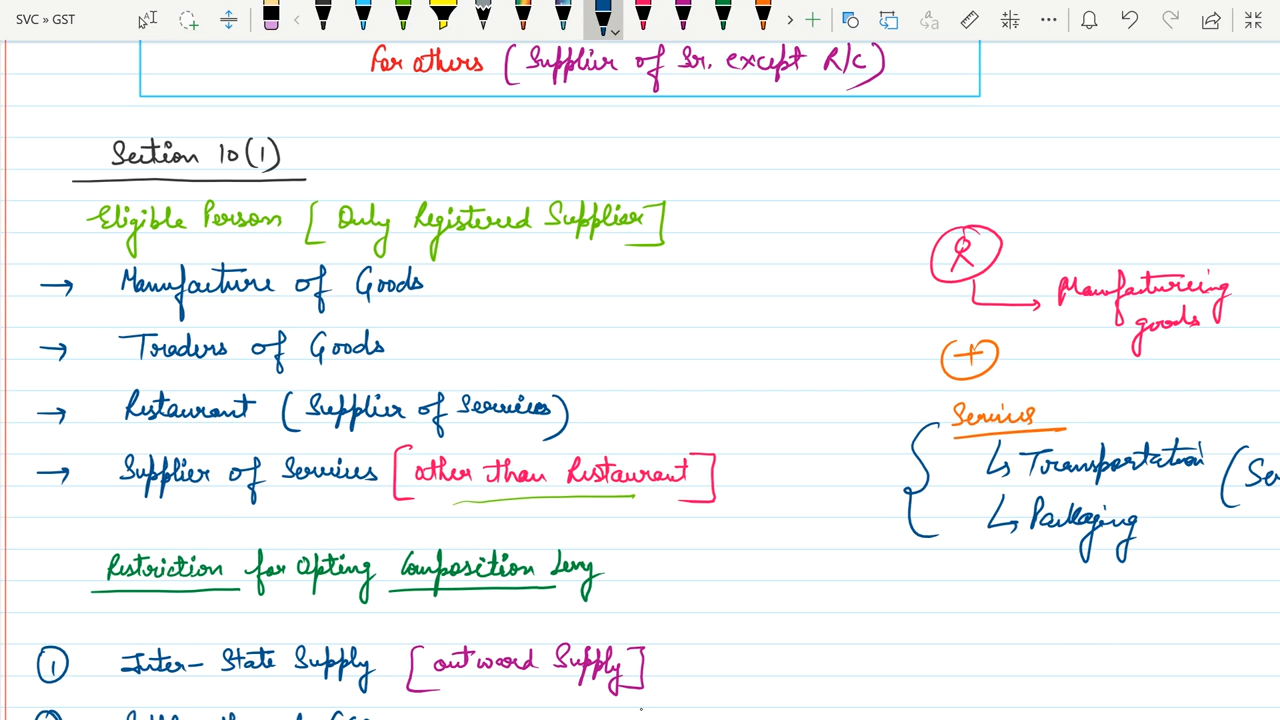 SVC » GST
For others (Supplier of Sr. except R/C)
Section 10(1)
Eligible Person [Only Registered Supplier]
→ Manufacture of Goods
→ Traders of Goods
→ Restaurant (Supplier of Services)
→ Supplier of Services [Other than Restaurant]
Restriction for Opting Composition Levy
① Inter-State Supply [outward Supply]
R
Manufacturing
goods
+
Services
↳ Transportation
↳ Packaging